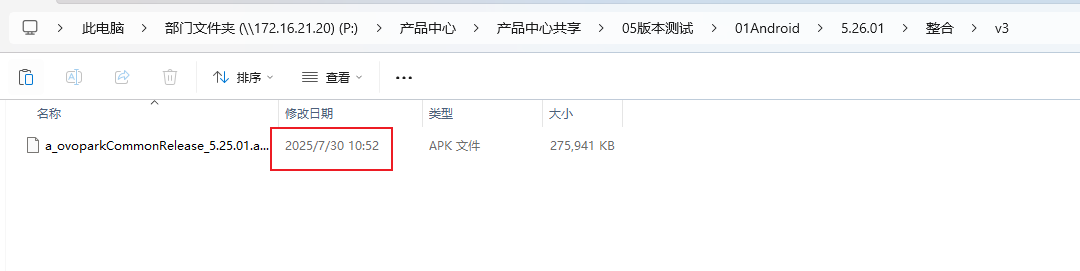 此电脑 > 部门文件夹 (\\172.16.21.20) (P:) > 产品中心 > 产品中心共享 > 05版本测试 > 01Android > 5.26.01 > 整合 > v3
排序 查看 ...
名称 修改日期 类型 大小
a_ovoparkCommonRelease_5.25.01.a... 2025/7/30 10:52 APK 文件 275,941 KB